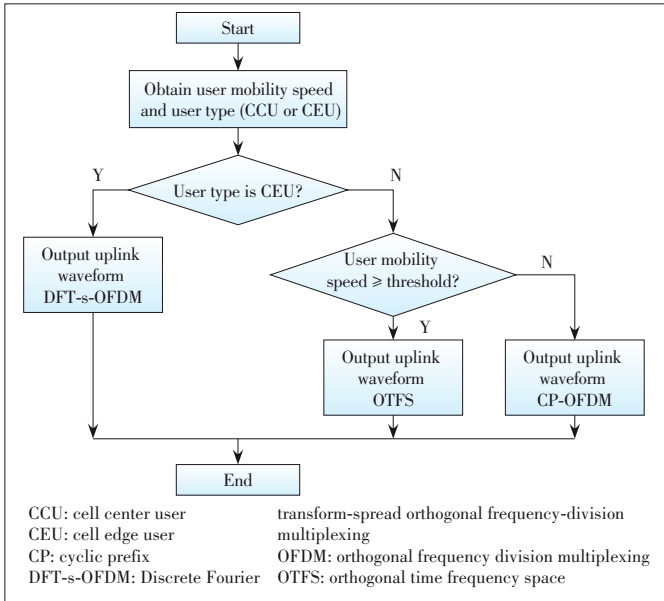 Start
Obtain user mobility speed
and user type (CCU or CEU)
Y
N
User type is CEU?
Output uplink
waveform
DFT-s-OFDM
User mobility
speed ⩾ threshold?
N
Y
Output uplink
waveform
OTFS
Output uplink
waveform
CP-OFDM
End
CCU: cell center user
CEU: cell edge user
CP: cyclic prefix
DFT-s-OFDM: Discrete Fourier
transform-spread orthogonal frequency-division
multiplexing
OFDM: orthogonal frequency division multiplexing
OTFS: orthogonal time frequency space